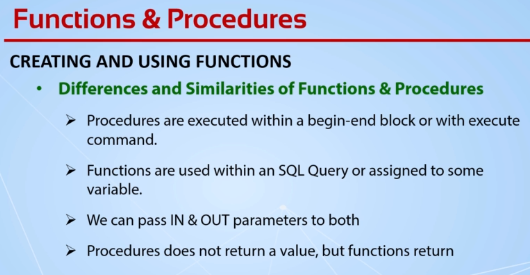 Functions & Procedures
CREATING AND USING FUNCTIONS
• Differences and Similarities of Functions & Procedures
➢ Procedures are executed within a begin-end block or with execute
command.
➢ Functions are used within an SQL Query or assigned to some
variable.
➢ We can pass IN & OUT parameters to both
➢ Procedures does not return a value, but functions return